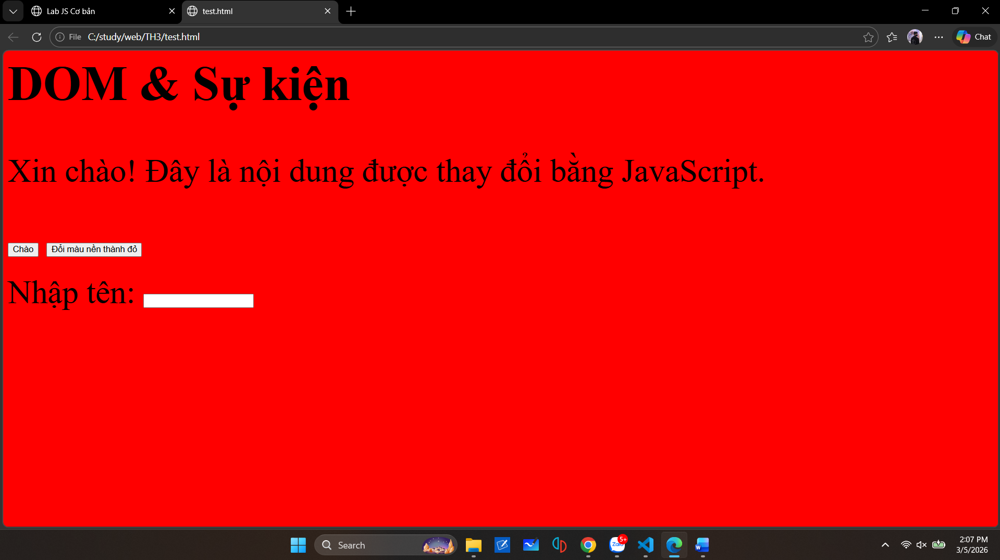 Lab JS Cơ bản
test.html
File
C:/study/web/TH3/test.html
Chat
DOM & Sự kiện
Xin chào! Đây là nội dung được thay đổi bằng JavaScript.
Chào
Đổi màu nền thành đỏ
Nhập tên:
Search
Zalo
5+
W
2:07 PM
3/5/2026